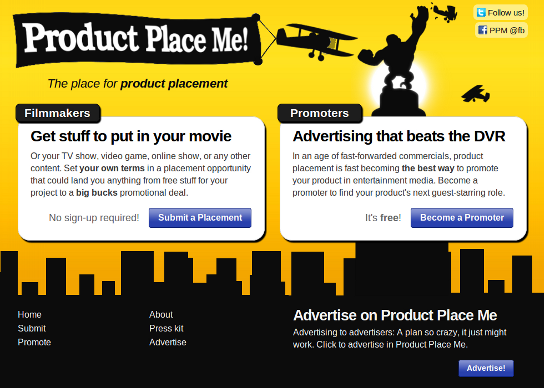 Product Place Me!
Follow us!
PPM @fb
The place for product placement
Filmmakers
Get stuff to put in your movie
Or your TV show, video game, online show, or any other
content. Set your own terms in a placement opportunity
that could land you anything from free stuff for your
project to a big bucks promotional deal.
No sign-up required!
Submit a Placement
Promoters
Advertising that beats the DVR
In an age of fast-forwarded commercials, product
placement is fast becoming the best way to promote
your product in entertainment media. Become a
promoter to find your product's next guest-starring role.
It's free!
Become a Promoter
Home
Submit
Promote
About
Press kit
Advertise
Advertise on Product Place Me
Advertising to advertisers: A plan so crazy, it just might
work. Click to advertise in Product Place Me.
Advertise!